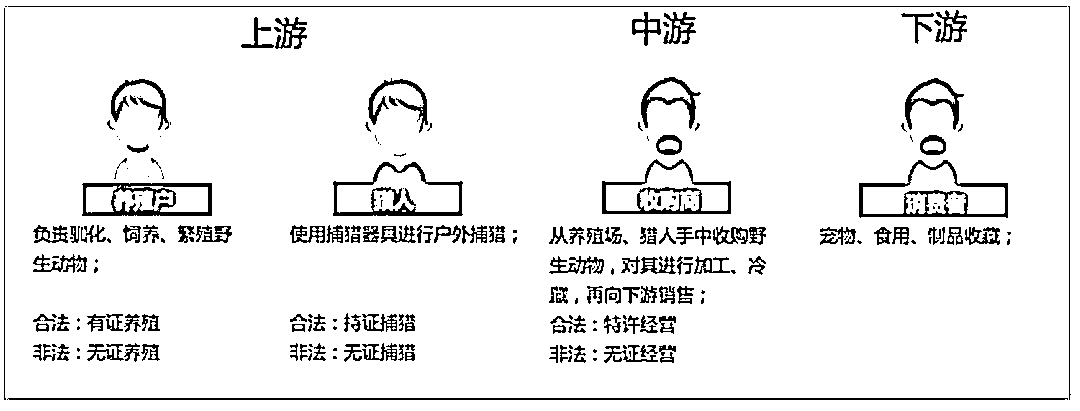 上游
中游
下游
养殖户
猎人
收购商
消费者
负责驯化、饲养、繁殖野
生动物；
合法：有证养殖
非法：无证养殖
使用捕猎器具进行户外捕猎；
合法：持证捕猎
非法：无证捕猎
从养殖场、猎人手中收购野
生动物，对其进行加工、冷
藏，再向下游销售；
合法：特许经营
非法：无证经营
宠物、食用、制品收藏；